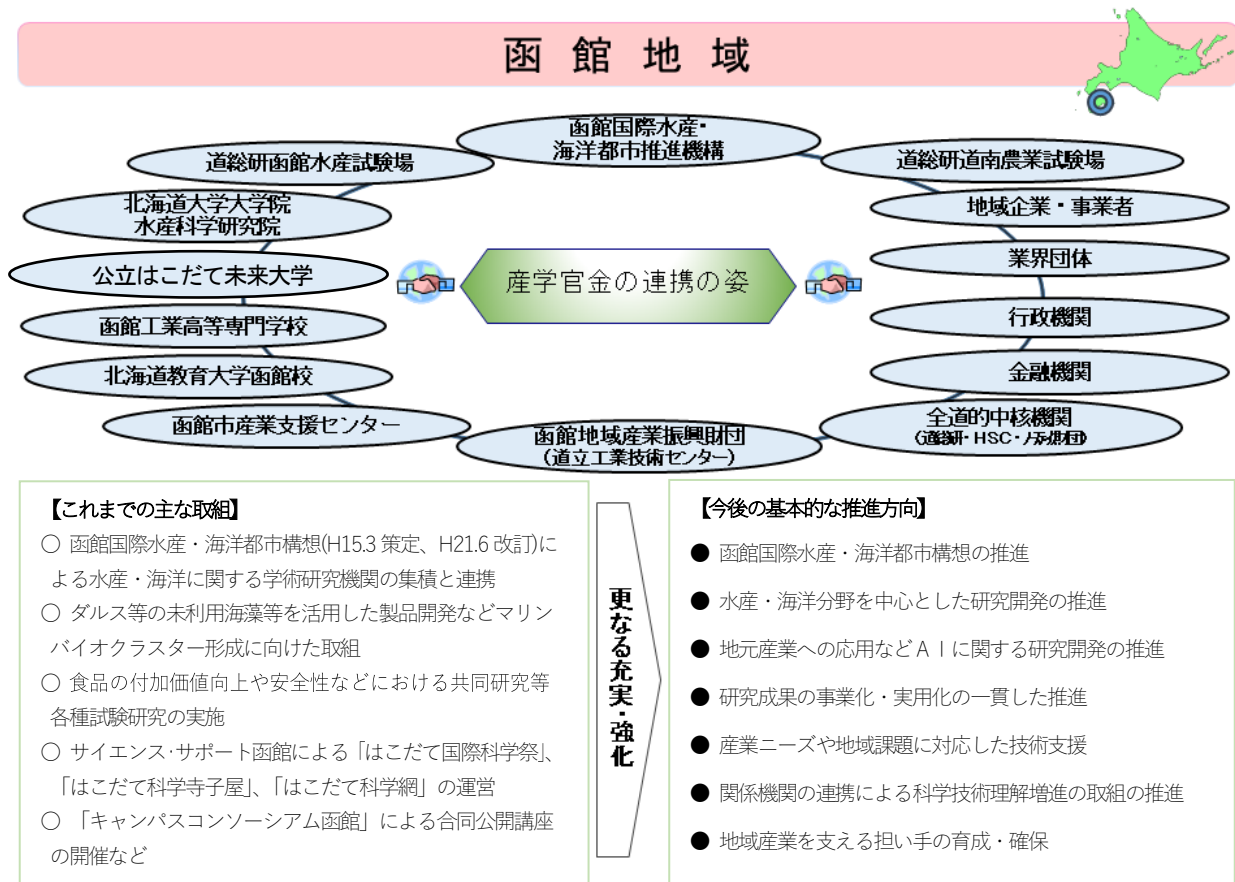 函館地域
函館国際水産・
海洋都市推進機構
道総研函館水産試験場
道総研道南農業試験場
北海道大学大学院
水産科学研究院
地域企業・事業者
公立はこだて未来大学
産学官金の連携の姿
業界団体
函館工業高等専門学校
行政機関
北海道教育大学函館校
金融機関
函館市産業支援センター
函館地域産業振興財団
(道立工業技術センター)
全道的中核機関
HSC・
【これまでの主な取組】
○ 函館国際水産・海洋都市構想(H15.3 策定、H21.6 改訂)に
よる水産・海洋に関する学術研究機関の集積と連携
○ ダルス等の未利用海藻等を活用した製品開発などマリン
バイオクラスター形成に向けた取組
○ 食品の付加価値向上や安全性などにおける共同研究等
各種試験研究の実施
○ サイエンス・サポート函館による「はこだて国際科学祭」、
「はこだて科学寺子屋」、「はこだて科学網」の運営
○ 「キャンパスコンソーシアム函館」による合同公開講座
の開催など
更なる充実・強化
【今後の基本的な推進方向】
● 函館国際水産・海洋都市構想の推進
● 水産・海洋分野を中心とした研究開発の推進
● 地元産業への応用などAIに関する研究開発の推進
● 研究成果の事業化・実用化の一貫した推進
● 産業ニーズや地域課題に対応した技術支援
● 関係機関の連携による科学技術理解増進の取組の推進
● 地域産業を支える担い手の育成・確保